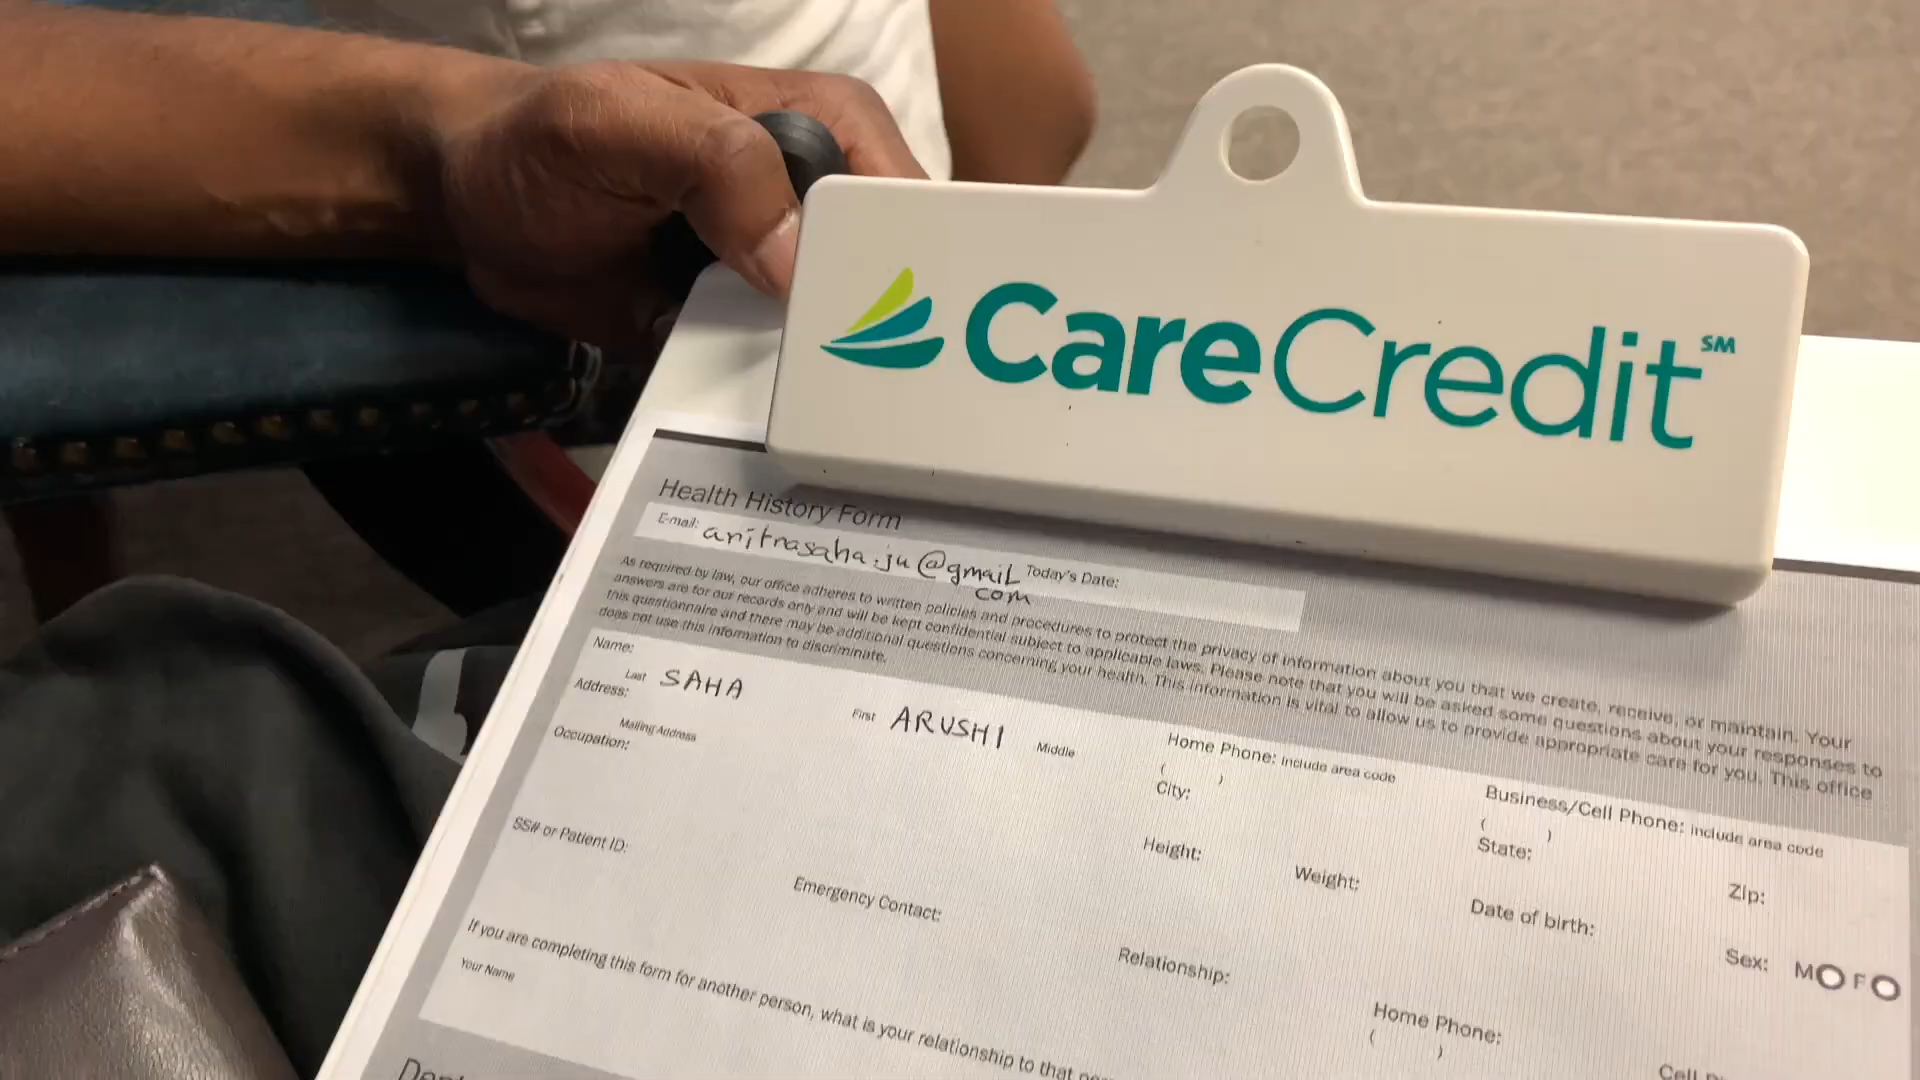 CareCredit SM
Health History Form
E-mail: aritrasaha.ju@gmail Today's Date:
com
As required by law, our office adheres to written policies and procedures to protect the privacy of information about you that we create, receive, or maintain. Your
answers are for our records only and will be kept confidential subject to applicable laws. Please note that you will be asked some questions about your responses to
this questionnaire and there may be additional questions concerning your health. This information is vital to allow us to provide appropriate care for you. This office
does not use this information to discriminate.
Name:
Last SAHA First ARUSHI Middle
Home Phone: Include area code
( )
Business/Cell Phone: Include area code
( )
Address:
Mailing Address
City:
State:
Zip:
Occupation:
Height:
Weight:
Date of birth:
Sex: M F
SS# or Patient ID:
Emergency Contact:
Relationship:
Home Phone:
( )
If you are completing this form for another person, what is your relationship to that
Your Name